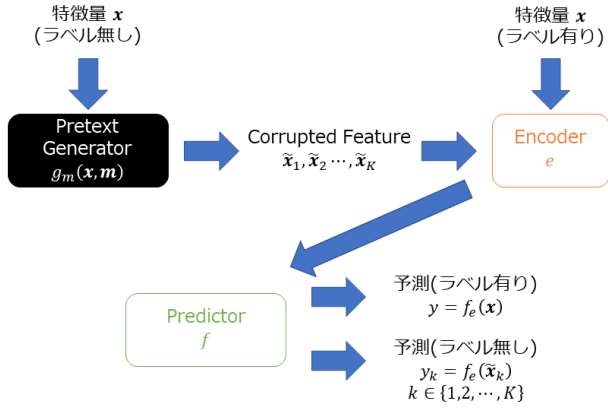 特徴量 𝒙
(ラベル無し)
特徴量 𝒙
(ラベル有り)
Pretext
Generator
g_m(𝒙, 𝒎)
Corrupted Feature
𝒙̃₁, 𝒙̃₂ ⋯, 𝒙̃_K
Encoder
e
Predictor
f
予測(ラベル有り)
y = f_e(𝒙)
予測(ラベル無し)
y_k = f_e(𝒙̃_k)
k ∈ {1,2, ⋯, K}